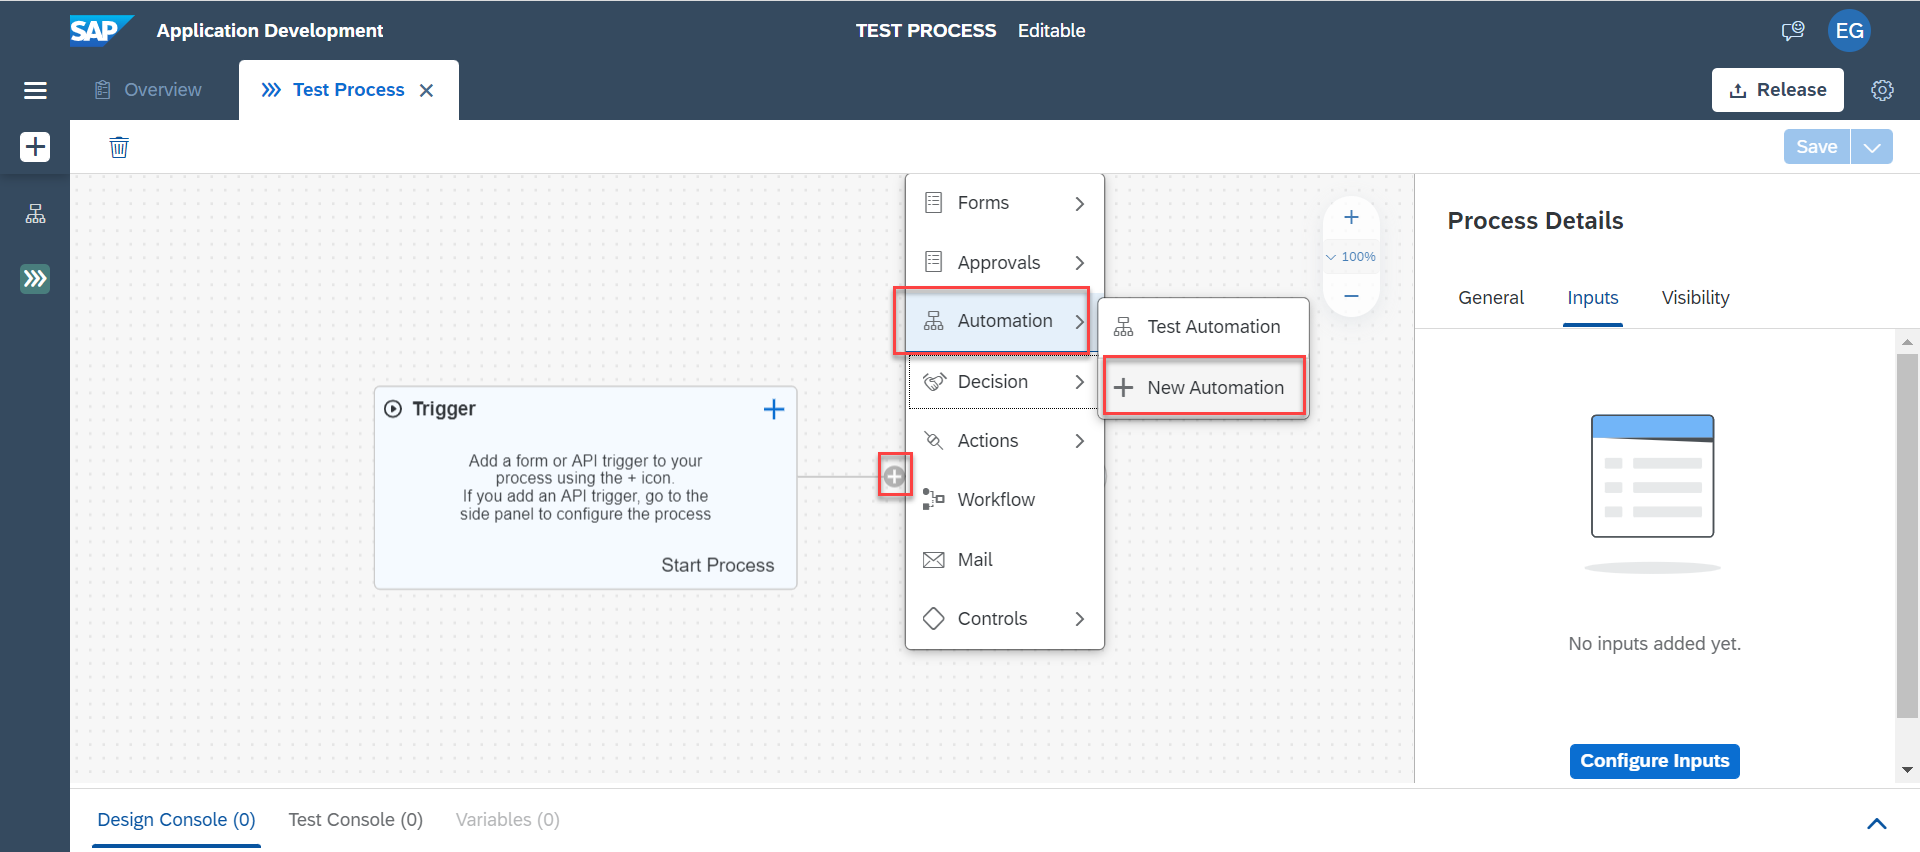 SAP Application Development TEST PROCESS Editable EG
Overview Test Process Release
Save
Forms
Approvals
Automation
Decision
Actions
Workflow
Mail
Controls
Test Automation
New Automation
100%
Trigger
Add a form or API trigger to your
process using the + icon.
If you add an API trigger, go to the
side panel to configure the process
Start Process
Process Details
General Inputs Visibility
No inputs added yet.
Configure Inputs
Design Console (0) Test Console (0) Variables (0)